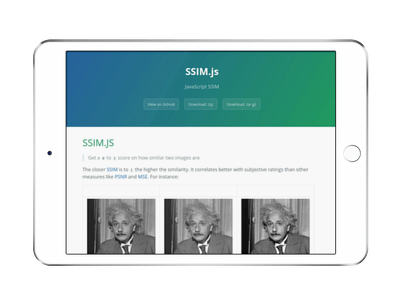 SSIM.js
JavaScript SSIM
View on GitHub
Download .zip
Download .tar.gz
SSIM.JS
Get a 0 to 1 score on how similar two images are
The closer SSIM is to 1 the higher the similarity. It correlates better with subjective ratings than other
measures like PSNR and MSE. For instance: